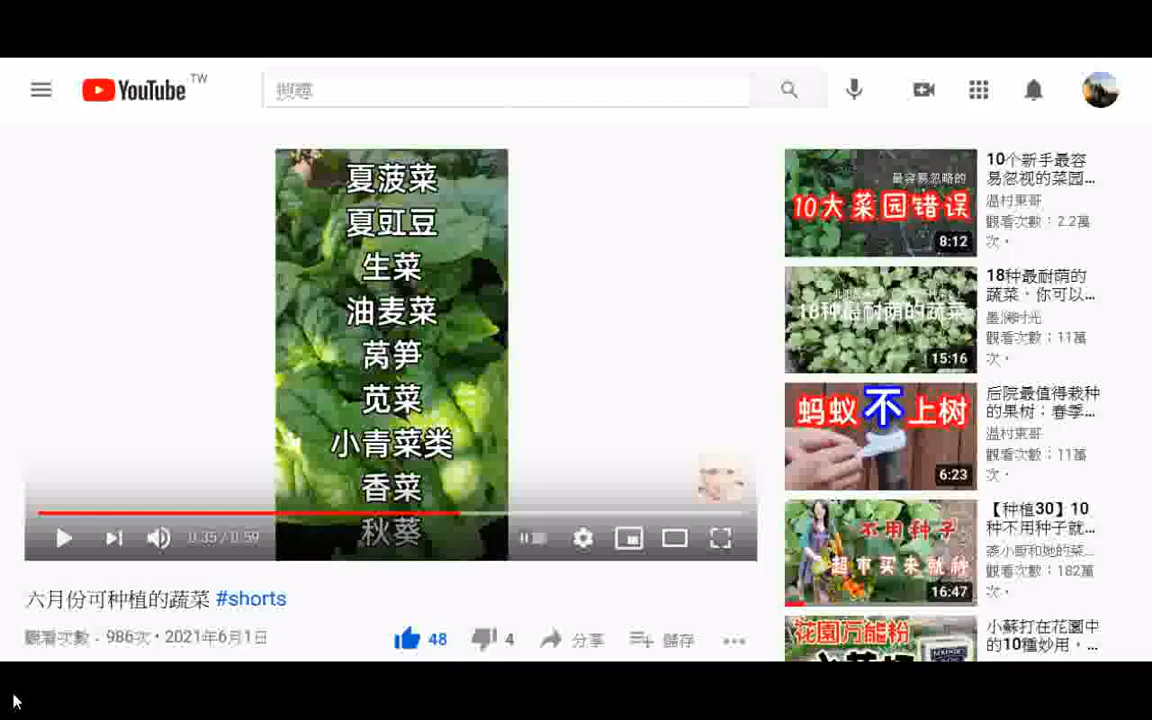 YouTube TW
搜尋
夏菠菜
夏豇豆
生菜
油麦菜
莴笋
苋菜
小青菜类
香菜
秋葵
0:35 / 0:59
六月份可种植的蔬菜 #shorts
觀看次數：986次・2021年6月1日
48
4
分享
儲存
最容易忽略的
10大菜园错误
8:12
10个新手最容
易忽视的菜园...
温村東哥
觀看次數：2.2萬
次・
18种最耐荫的蔬菜
15:16
18种最耐荫的
蔬菜，你可以...
墨澜时光
觀看次數：11萬
次・
蚂蚁不上树
6:23
后院最值得栽种
的果树：春季...
温村東哥
觀看次數：11萬
次・
不用种子
超市买来就种
16:47
【种植30】10
种不用种子就...
袭小厨和她的菜...
觀看次數：182萬
次・
花園万能粉
小蘇打在花園中
的10種妙用，...